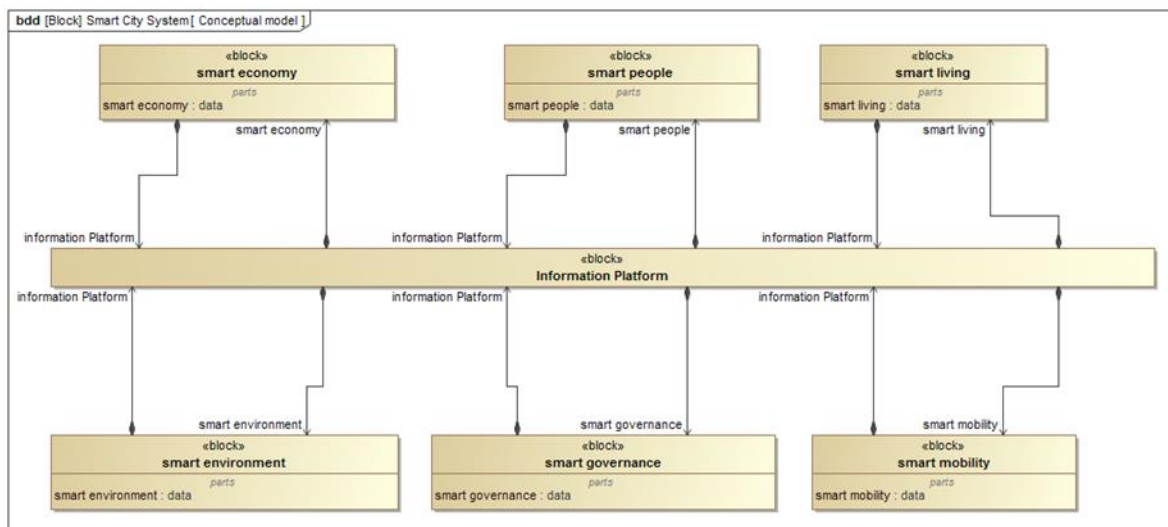 bdd [Block] Smart City System [ Conceptual model ]
«block»
smart economy
parts
smart economy : data
«block»
smart people
parts
smart people : data
«block»
smart living
parts
smart living : data
smart economy
smart people
smart living
information Platform
information Platform
information Platform
«block»
Information Platform
information Platform
information Platform
information Platform
smart environment
smart governance
smart mobility
«block»
smart environment
parts
smart environment : data
«block»
smart governance
parts
smart governance : data
«block»
smart mobility
parts
smart mobility : data